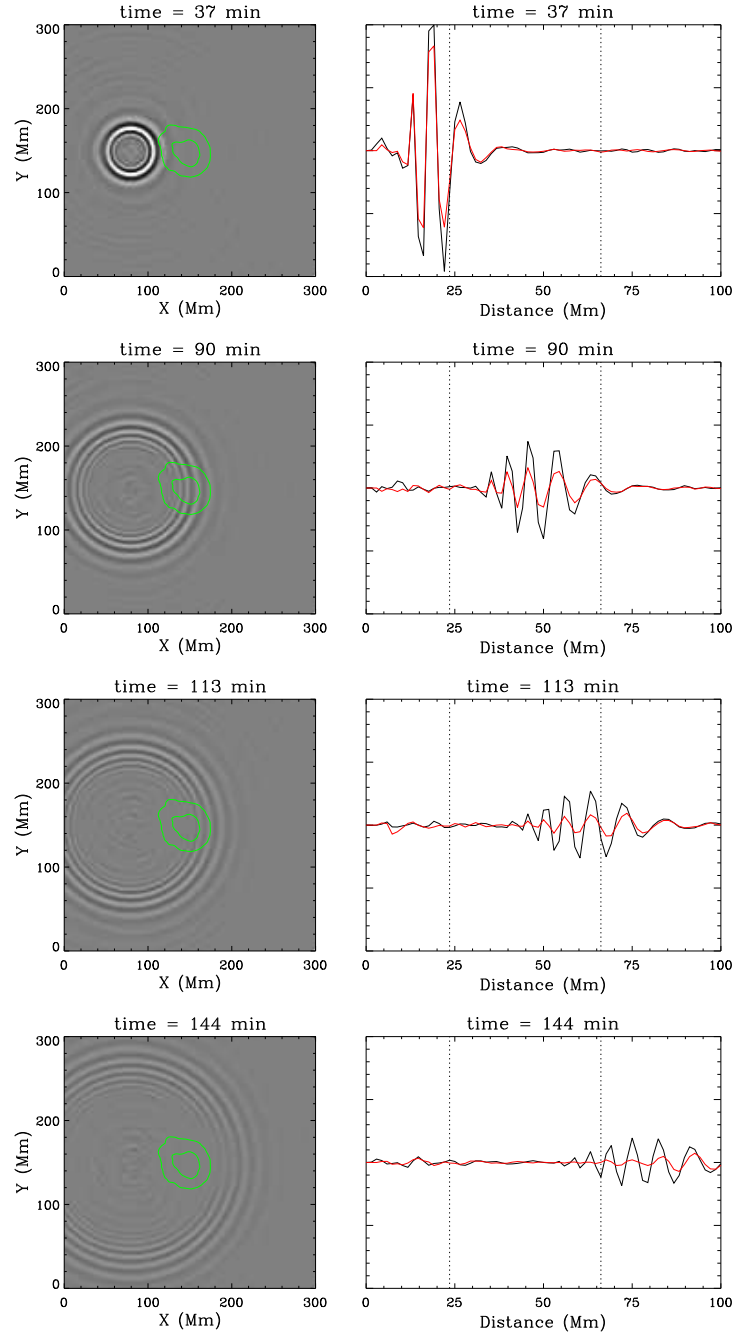 time = 37 min
300
200
100
0
Y (Mm)
0 100 200 300
X (Mm)
time = 37 min
0 25 50 75 100
Distance (Mm)
time = 90 min
300
200
100
0
Y (Mm)
0 100 200 300
X (Mm)
time = 90 min
0 25 50 75 100
Distance (Mm)
time = 113 min
300
200
100
0
Y (Mm)
0 100 200 300
X (Mm)
time = 113 min
0 25 50 75 100
Distance (Mm)
time = 144 min
300
200
100
0
Y (Mm)
0 100 200 300
X (Mm)
time = 144 min
0 25 50 75 100
Distance (Mm)